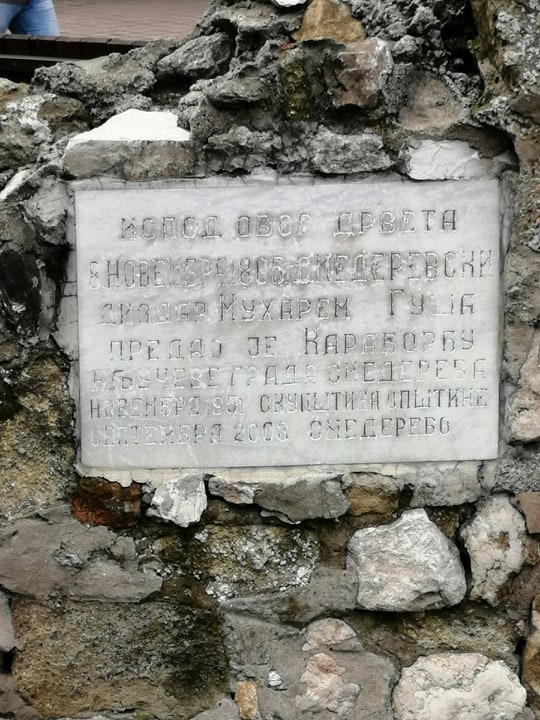 ИСПОД ОВОГ ДРВЕТА
8. НОВЕМБРА 1805. СМЕДЕРЕВСКИ
ДИЗДАР МУХАРЕМ ГУША
ПРЕДАО ЈЕ КАРАЂОРЂУ
КЉУЧЕВЕ ГРАДА СМЕДЕРЕВА
НОВЕМБРА 1951 СКУПШТИНА ОПШТИНЕ
СЕПТЕМБРА 2003 СМЕДЕРЕВО